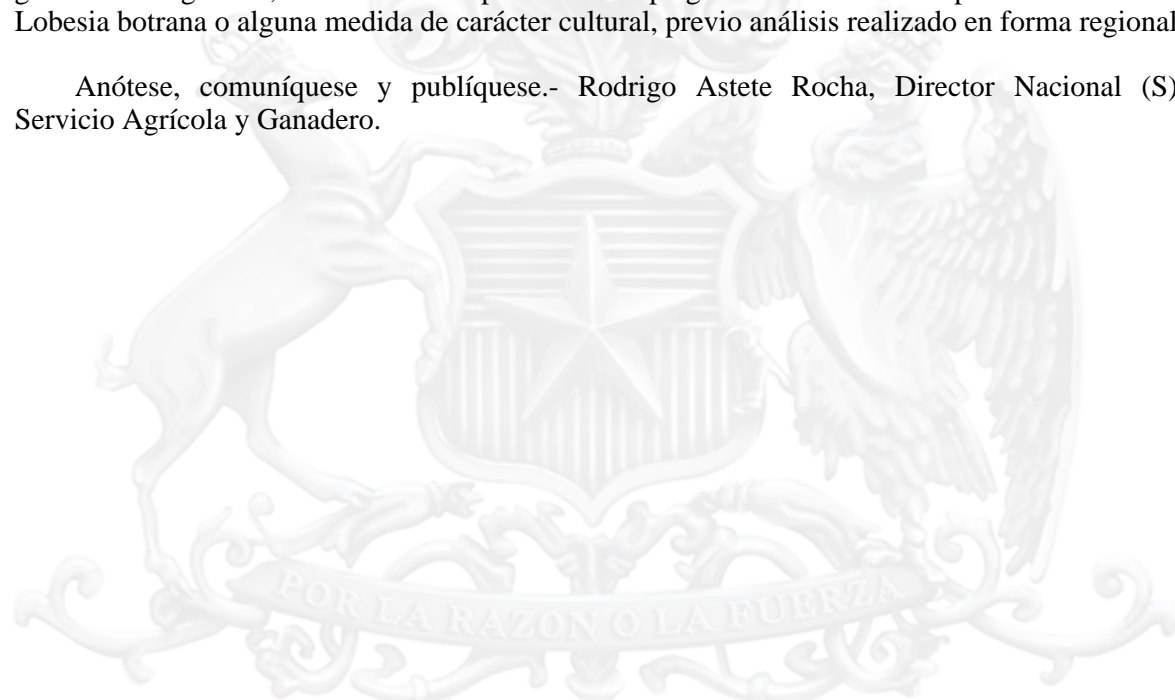 Lobesia botrana o alguna medida de carácter cultural, previo análisis realizado en forma regional
Anótese, comuníquese y publíquese.- Rodrigo Astete Rocha, Director Nacional (S)
Servicio Agrícola y Ganadero.
POR LA RAZON O LA FUERZA